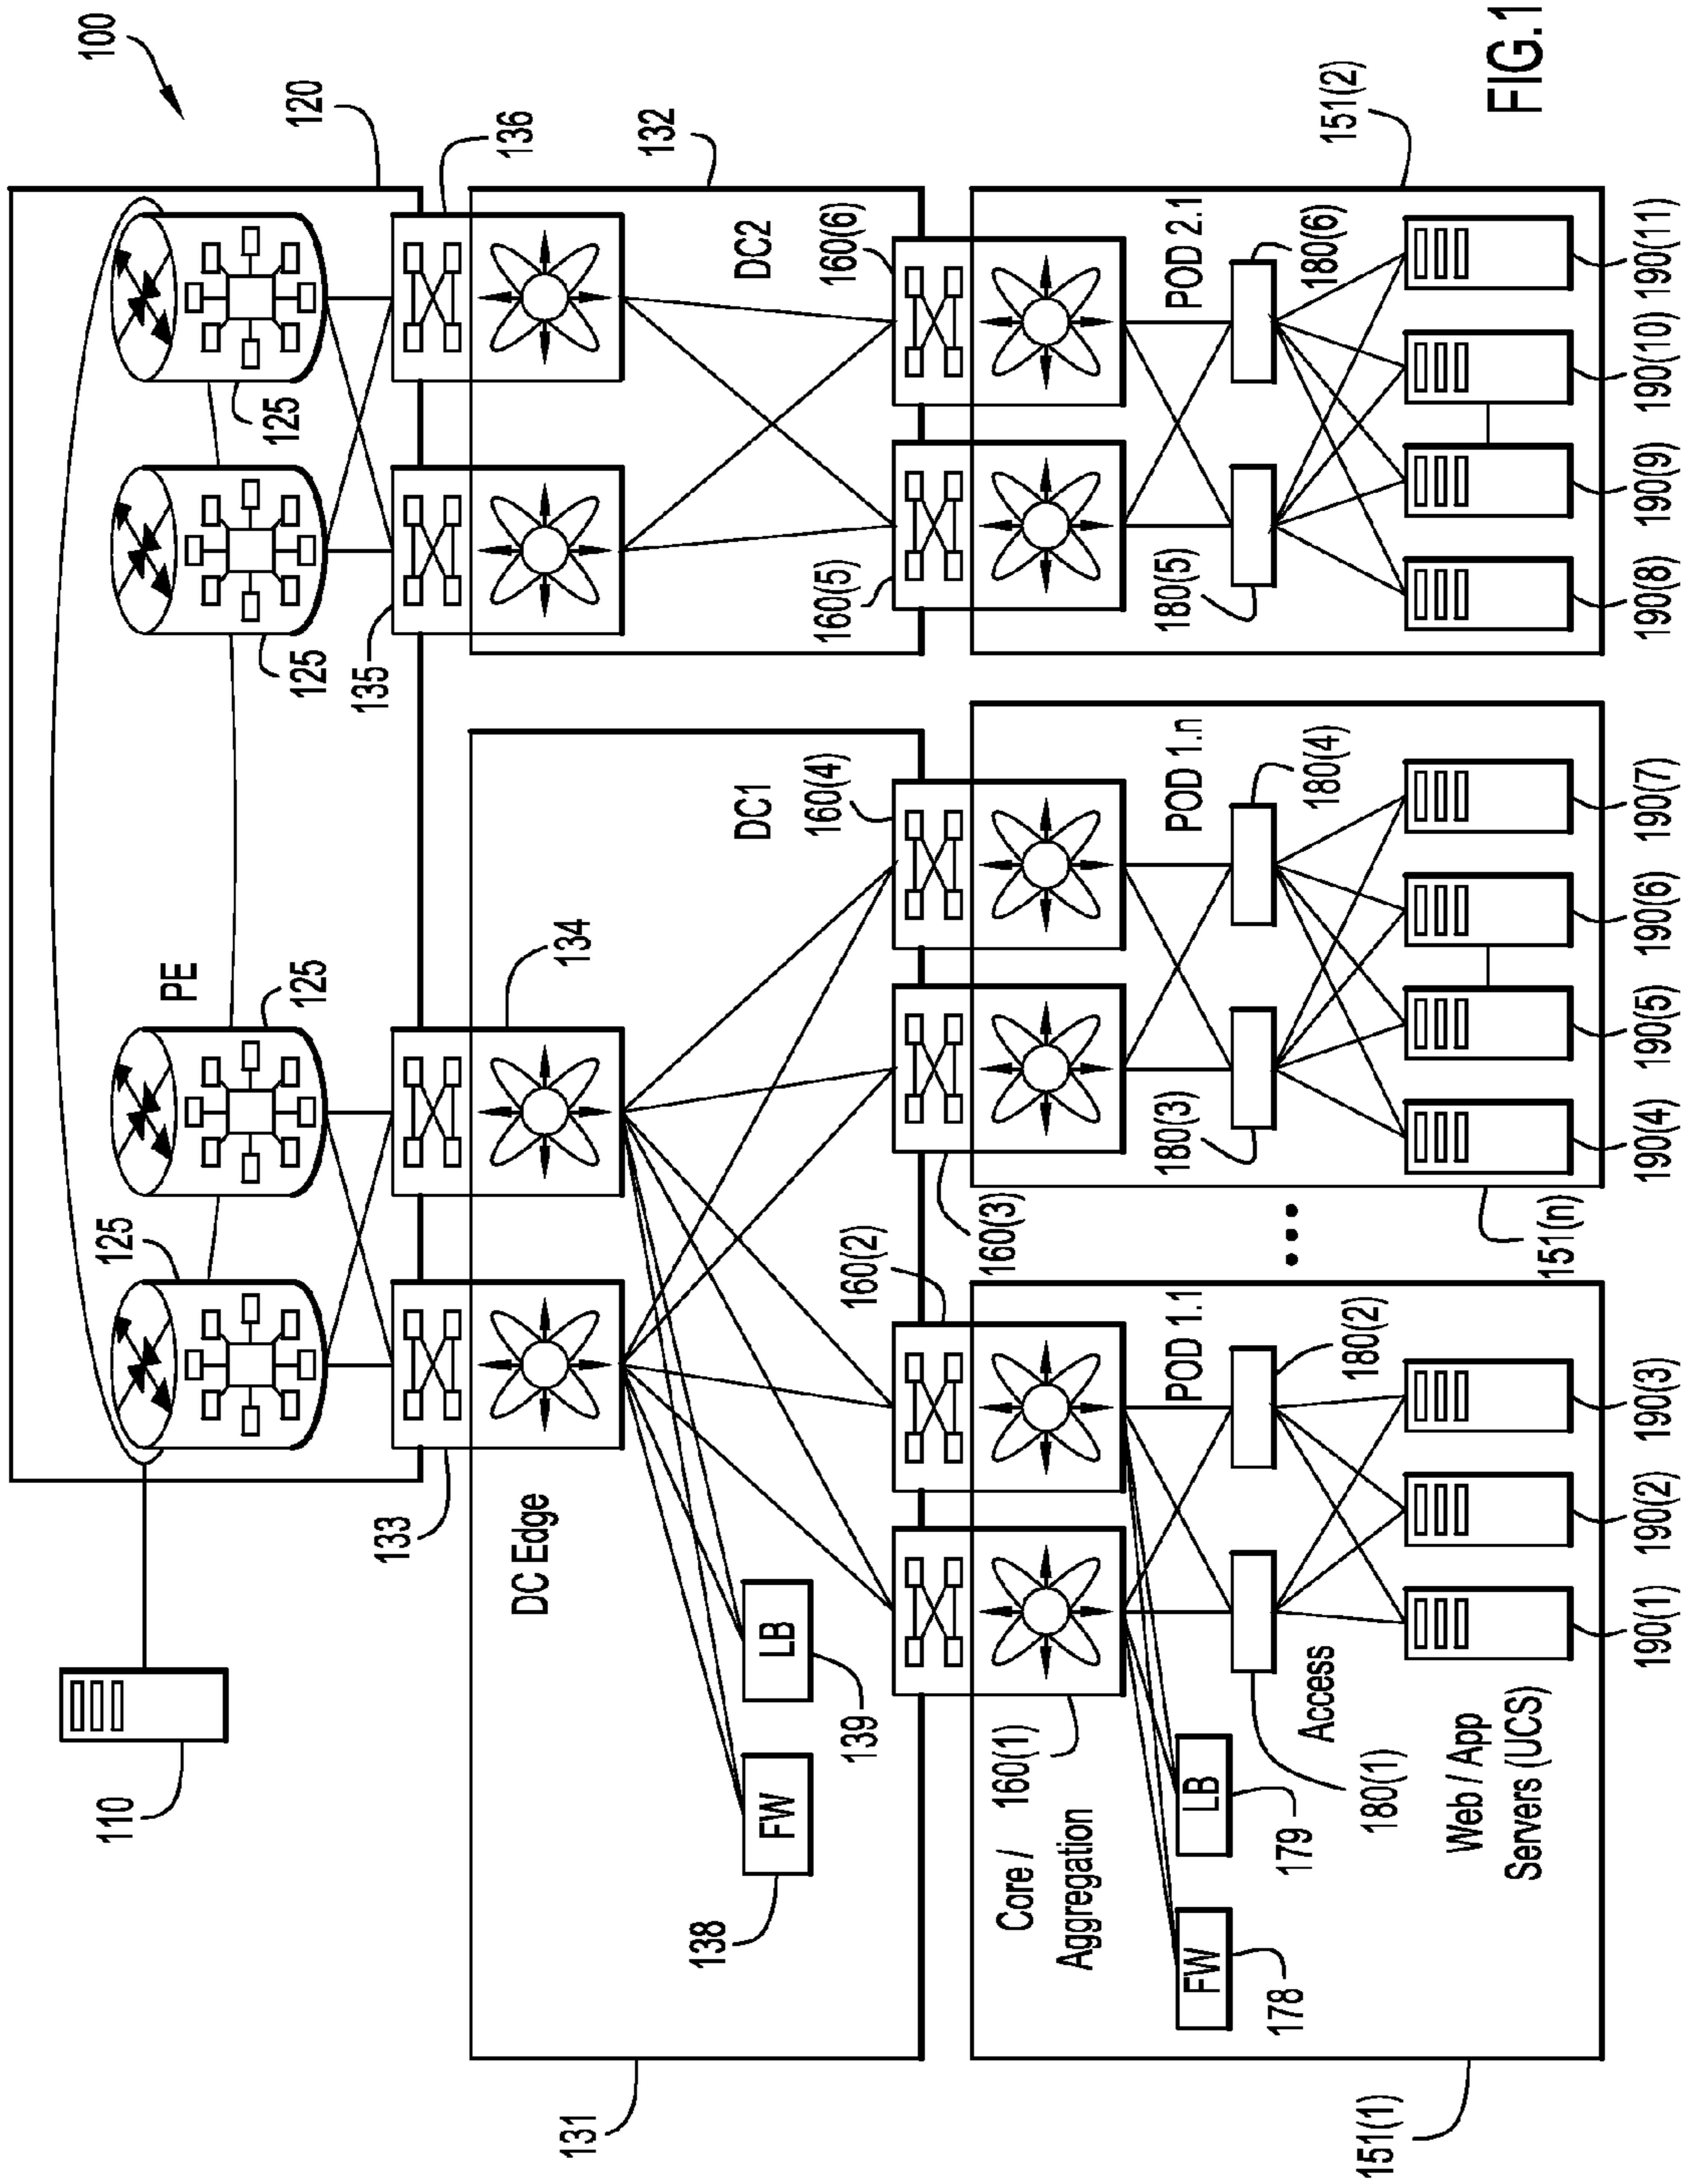 100
110
125
PE
125
125
125
120
133
135
136
DC Edge
134
131
132
138
FW
LB
DC1
DC2
139
160(2)
160(4)
160(5)
160(6)
Core /
Aggregation
160(1)
160(3)
FW
LB
POD 1.1
180(3)
POD 1.n
180(5)
POD 2.1
178
179
Access
180(1)
180(2)
180(4)
180(6)
151(1)
151(2)
Web / App
Servers (UCS)
151(n)
190(1)
190(2)
190(3)
190(4)
190(5)
190(6)
190(7)
190(8)
190(9)
190(10)
190(11)
FIG.1